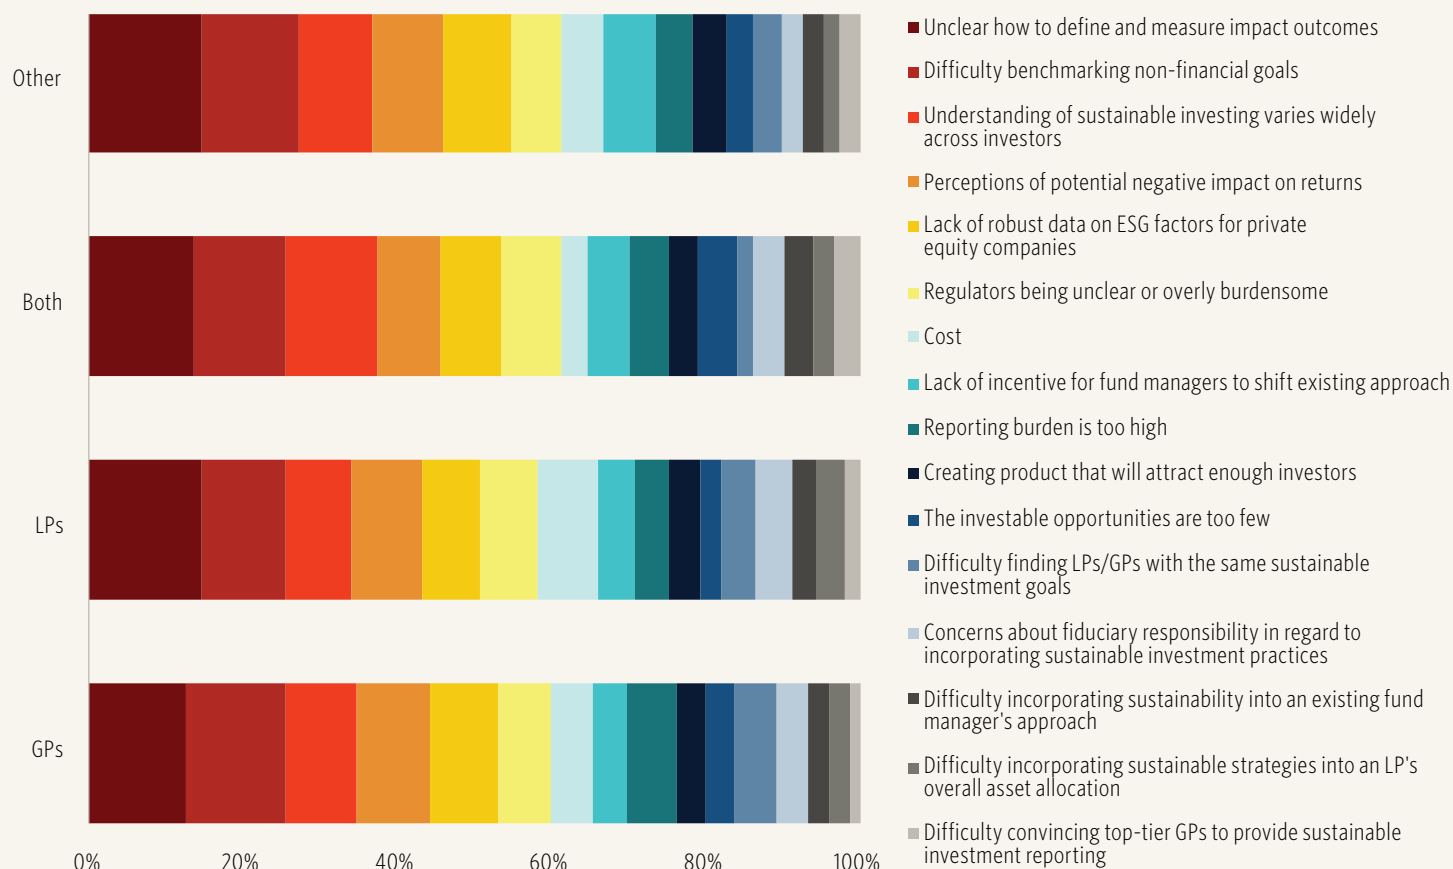 Other
Both
LPs
GPs
0%
20%
40%
60%
80%
100%
Unclear how to define and measure impact outcomes
Difficulty benchmarking non-financial goals
Understanding of sustainable investing varies widely
across investors
Perceptions of potential negative impact on returns
Lack of robust data on ESG factors for private
equity companies
Regulators being unclear or overly burdensome
Cost
Lack of incentive for fund managers to shift existing approach
Reporting burden is too high
Creating product that will attract enough investors
The investable opportunities are too few
Difficulty finding LPs/GPs with the same sustainable
investment goals
Concerns about fiduciary responsibility in regard to
incorporating sustainable investment practices
Difficulty incorporating sustainability into an existing fund
manager's approach
Difficulty incorporating sustainable strategies into an LP's
overall asset allocation
Difficulty convincing top-tier GPs to provide sustainable
investment reporting